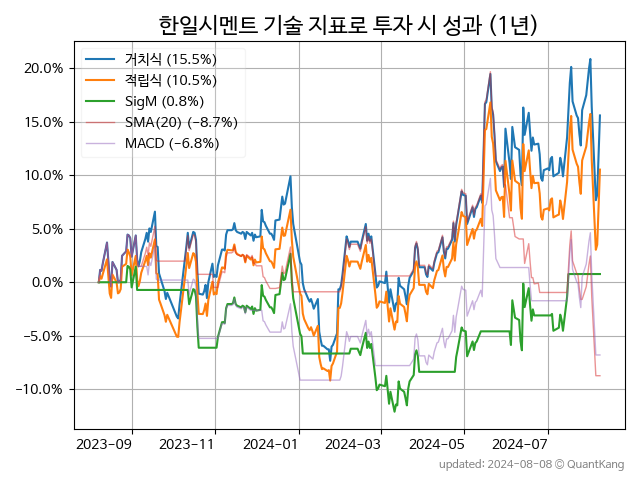 한일시멘트 기술 지표로 투자 시 성과 (1년)
거치식 (15.5%)
적립식 (10.5%)
SigM (0.8%)
SMA(20) (−8.7%)
MACD (−6.8%)
20.0%
15.0%
10.0%
5.0%
0.0%
−5.0%
−10.0%
2023-09 2023-11 2024-01 2024-03 2024-05 2024-07
updated: 2024-08-08 © QuantKang